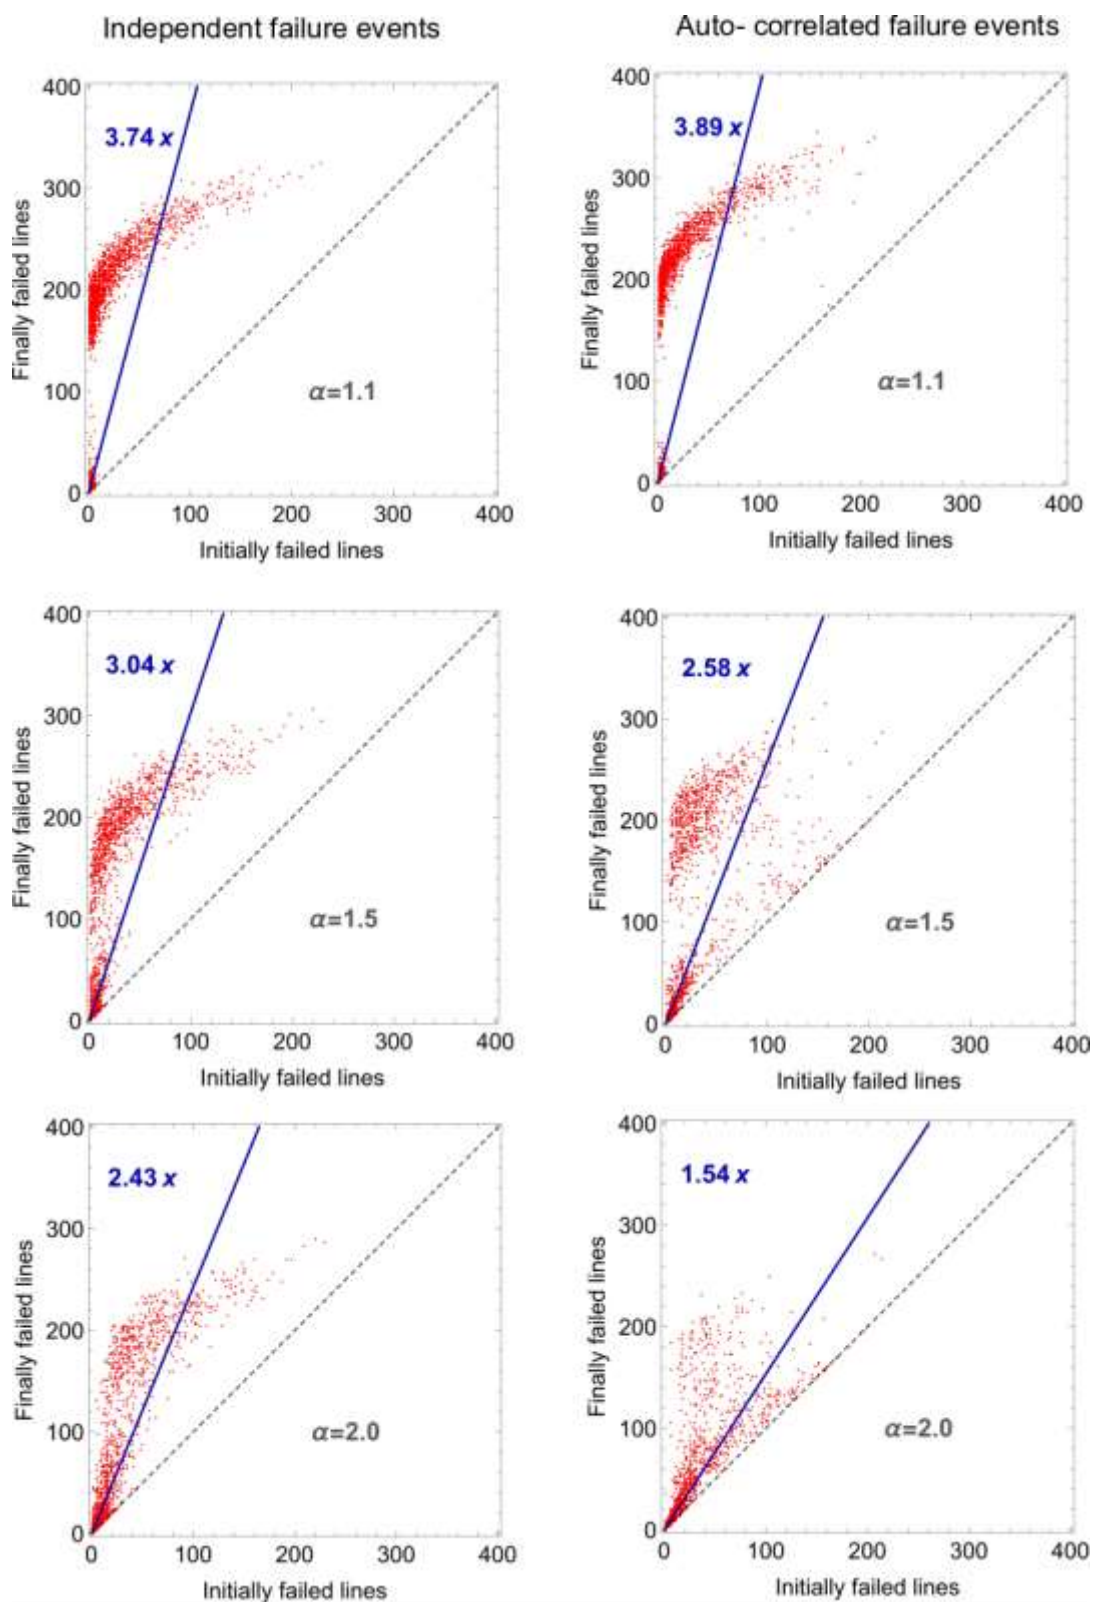 Independent failure events
Auto- correlated failure events
400
300
200
100
0
Finally failed lines
3.74 x
α=1.1
0 100 200 300 400
Initially failed lines
400
300
200
100
0
Finally failed lines
3.89 x
α=1.1
0 100 200 300 400
Initially failed lines
400
300
200
100
0
Finally failed lines
3.04 x
α=1.5
0 100 200 300 400
Initially failed lines
400
300
200
100
0
Finally failed lines
2.58 x
α=1.5
0 100 200 300 400
Initially failed lines
400
300
200
100
0
Finally failed lines
2.43 x
α=2.0
0 100 200 300 400
Initially failed lines
400
300
200
100
0
Finally failed lines
1.54 x
α=2.0
0 100 200 300 400
Initially failed lines